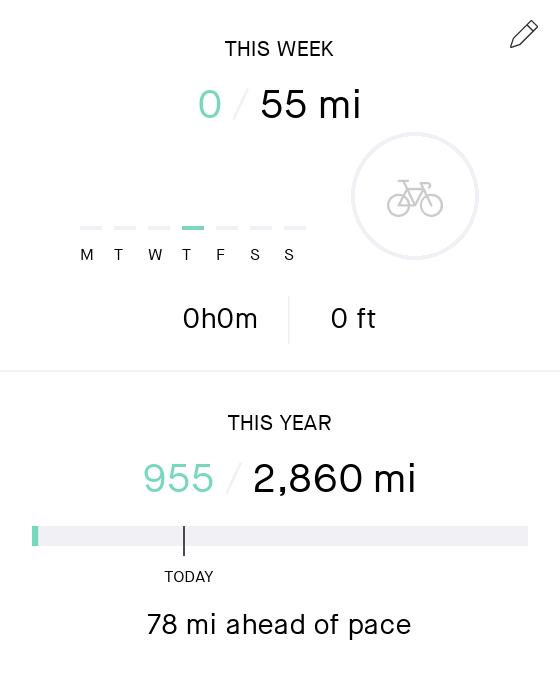 THIS WEEK
0 / 55 mi
M T W T F S S
0h0m 0 ft
THIS YEAR
955 / 2,860 mi
TODAY
78 mi ahead of pace